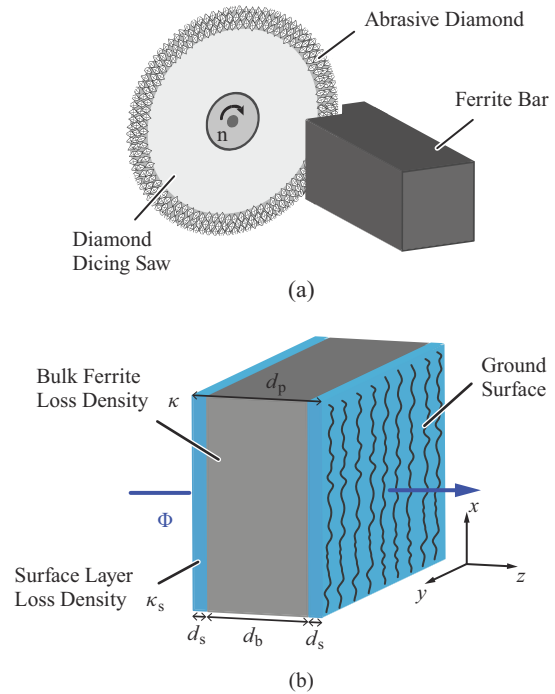 Abrasive Diamond
Ferrite Bar
n
Diamond
Dicing Saw
(a)
Bulk Ferrite
Loss Density
κ
dp
Ground
Surface
Φ
x
z
y
Surface Layer
Loss Density
κs
ds
db
ds
(b)